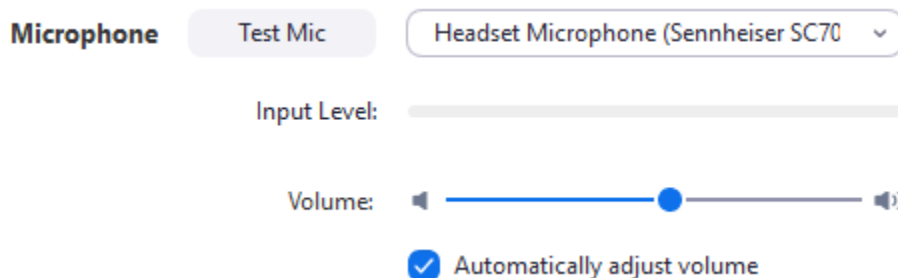 Microphone Test Mic Headset Microphone (Sennheiser SC70
Input Level:
Volume:
Automatically adjust volume